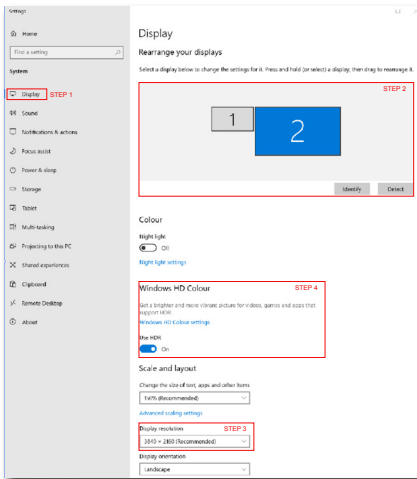 Settings
Home
Find a setting
System
Display
STEP 1
Sound
Notifications & actions
Focus assist
Power & sleep
Storage
Tablet
Multi-tasking
Projecting to this PC
Shared experiences
Clipboard
Remote Desktop
About
Display
Rearrange your displays
Select a display below to change the settings for it. Press and hold (or select) a display, then drag to rearrange it.
STEP 2
1
2
Identify
Detect
Colour
Night light
Off
Night light settings
Windows HD Colour
STEP 4
Get a brighter and more vibrant picture for videos, games and apps that
support HDR.
Windows HD Colour settings
Use HDR
On
Scale and layout
Change the size of text, apps and other items
(Recommended)
Advanced scaling settings
Display resolution
STEP 3
3840 × 2160 (Recommended)
Display orientation
Landscape